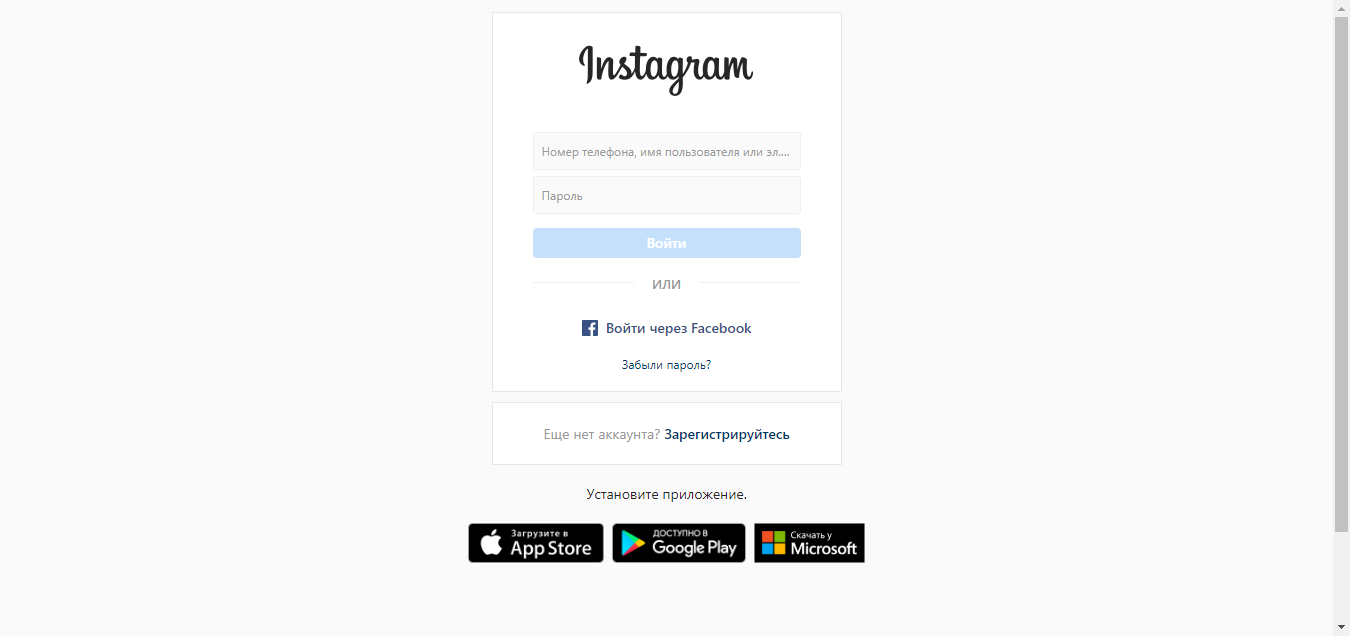 Instagram
Номер телефона, имя пользователя или эл....
Пароль
Войти
ИЛИ
Войти через Facebook
Забыли пароль?
Еще нет аккаунта? Зарегистрируйтесь
Установите приложение.
Загрузите в
App Store
ДОСТУПНО В
Google Play
Скачать у
Microsoft